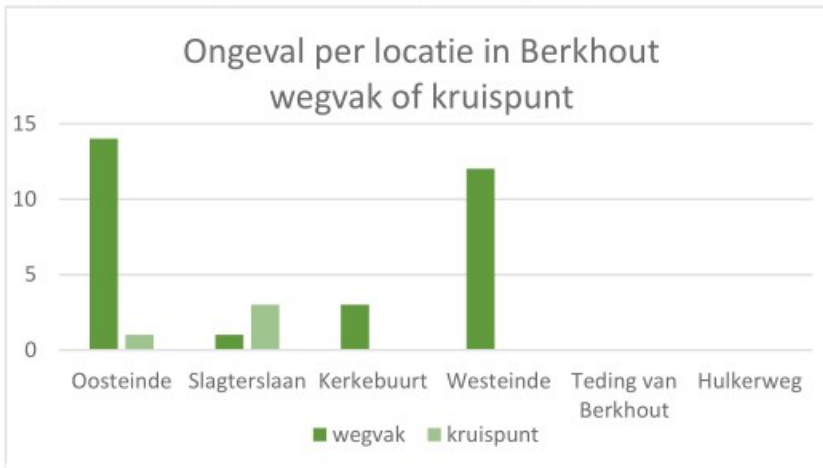 Ongeval per locatie in Berkhout
wegvak of kruispunt
15
10
5
0
Oosteinde Slagterslaan Kerkebuurt Westeinde Teding van Berkhout Hulkerweg
wegvak kruispunt